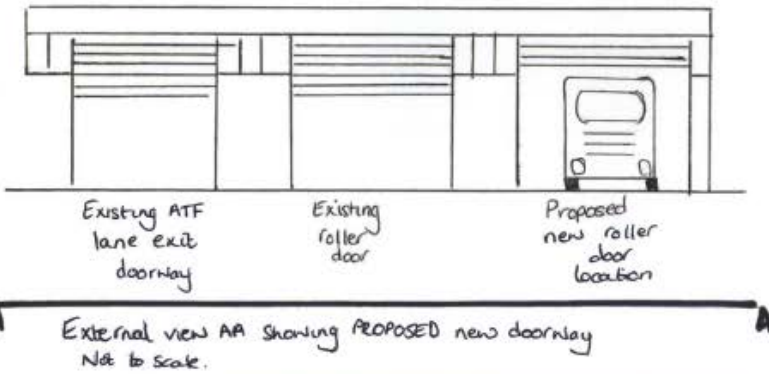 Existing ATF
lane exit
doorway
Existing
roller
door
Proposed
new roller
door
location
A
A
External view AA showing PROPOSED new doorway
Not to scale.